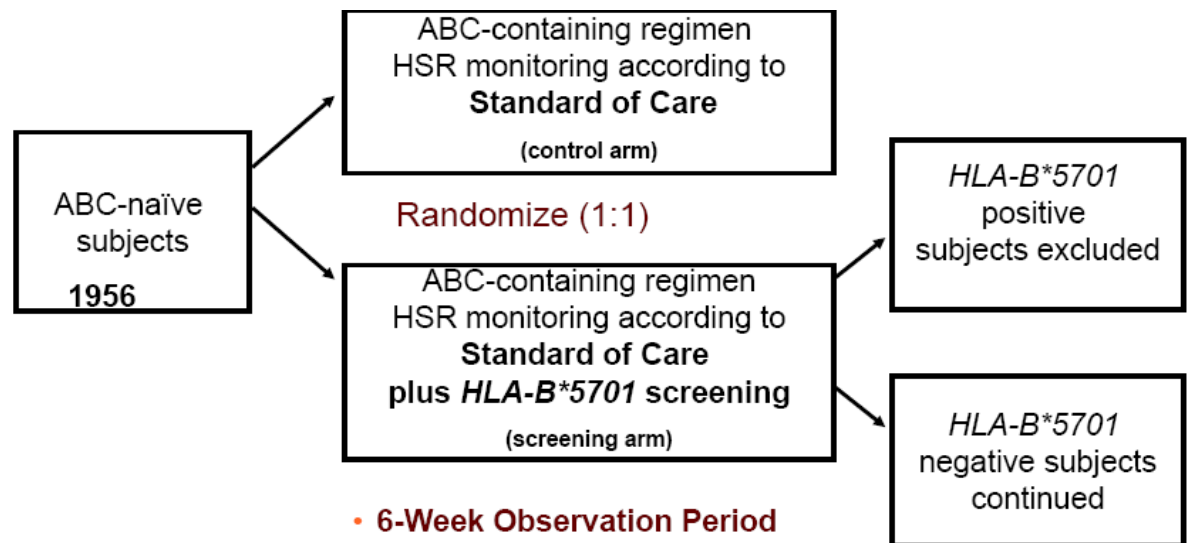 ABC-naïve
subjects
1956
ABC-containing regimen
HSR monitoring according to
Standard of Care
(control arm)
Randomize (1:1)
ABC-containing regimen
HSR monitoring according to
Standard of Care
plus HLA-B*5701 screening
(screening arm)
HLA-B*5701
positive
subjects excluded
HLA-B*5701
negative subjects
continued
• 6-Week Observation Period